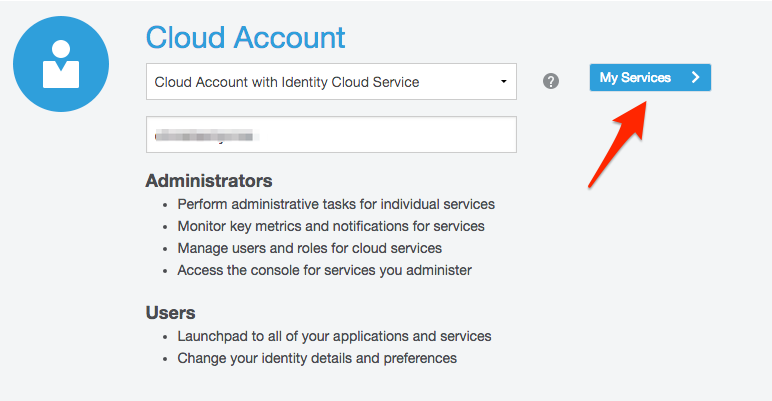 Cloud Account
Cloud Account with Identity Cloud Service
?
My Services
Administrators
• Perform administrative tasks for individual services
• Monitor key metrics and notifications for services
• Manage users and roles for cloud services
• Access the console for services you administer
Users
• Launchpad to all of your applications and services
• Change your identity details and preferences